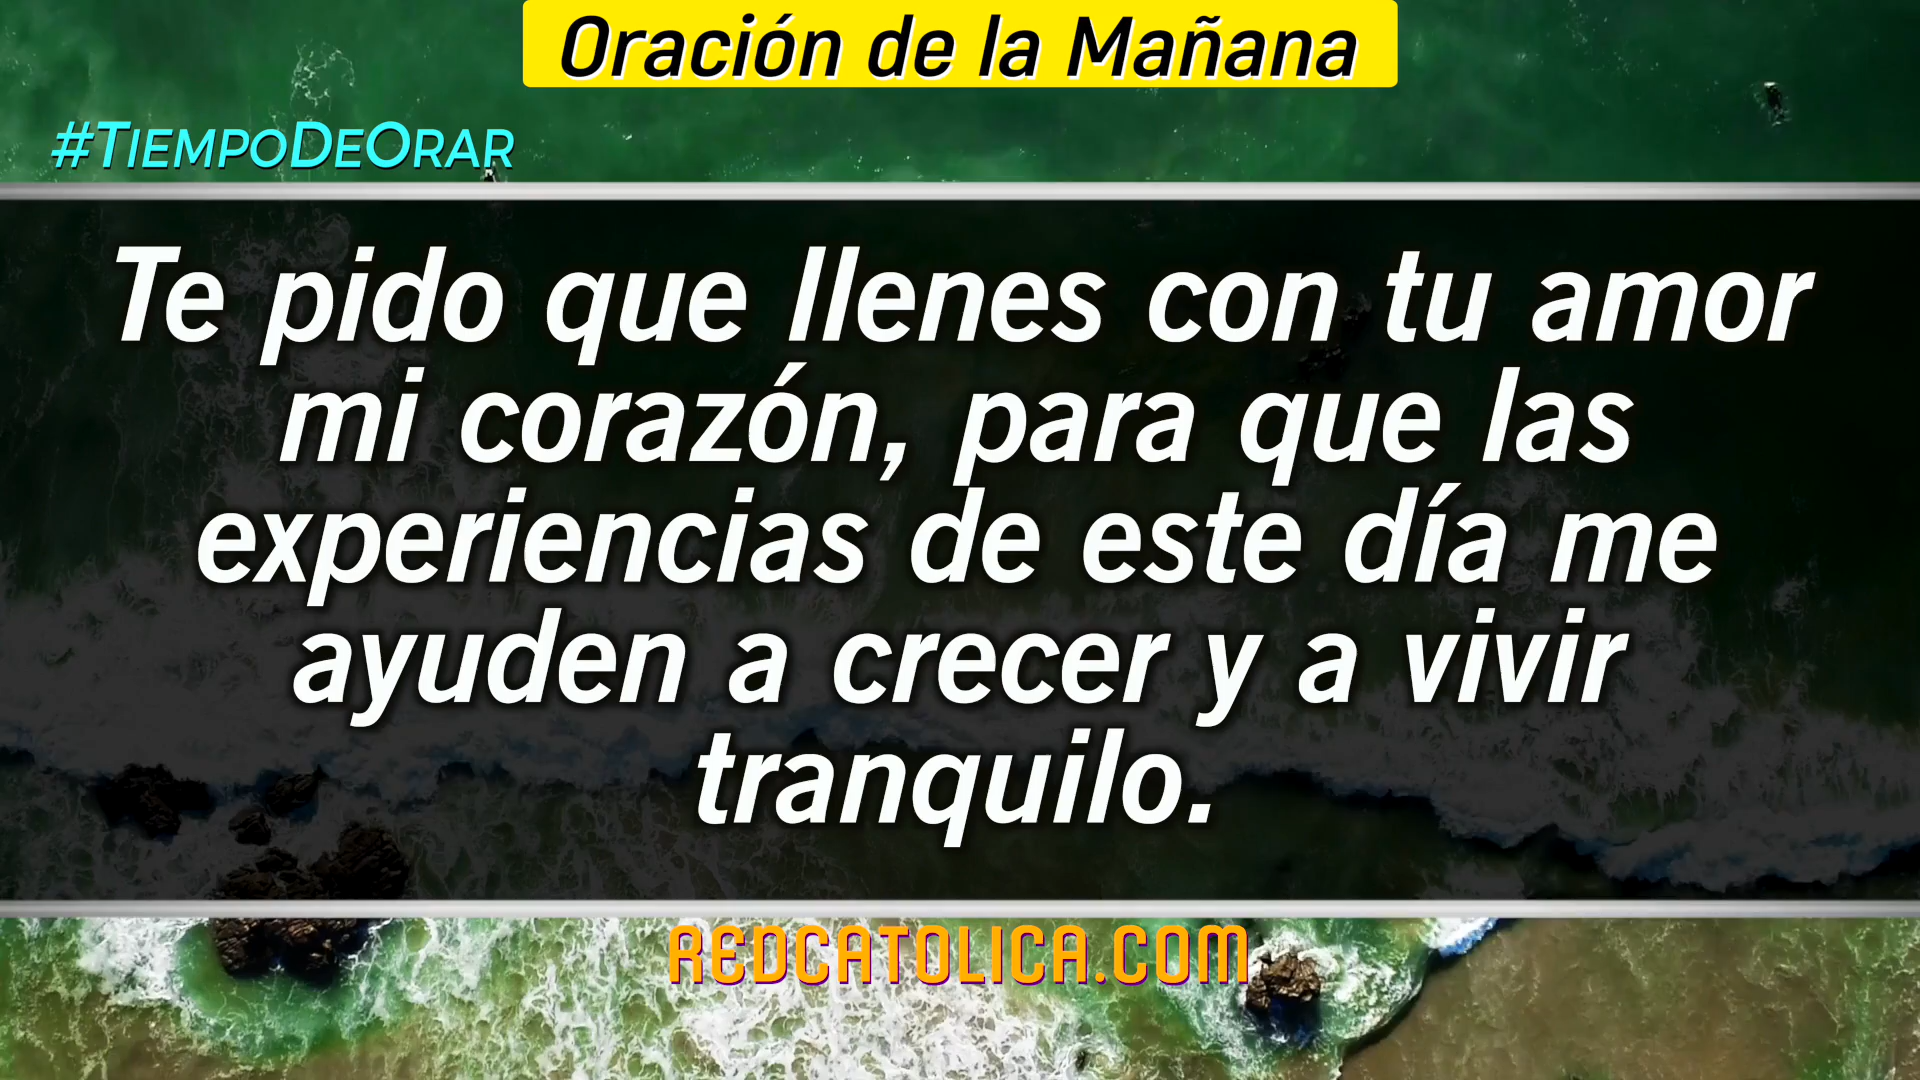 Oración de la Mañana
#TiempoDeOrar
Te pido que llenes con tu amor
mi corazón, para que las
experiencias de este día me
ayuden a crecer y a vivir
tranquilo.
REDCATOLICA.COM